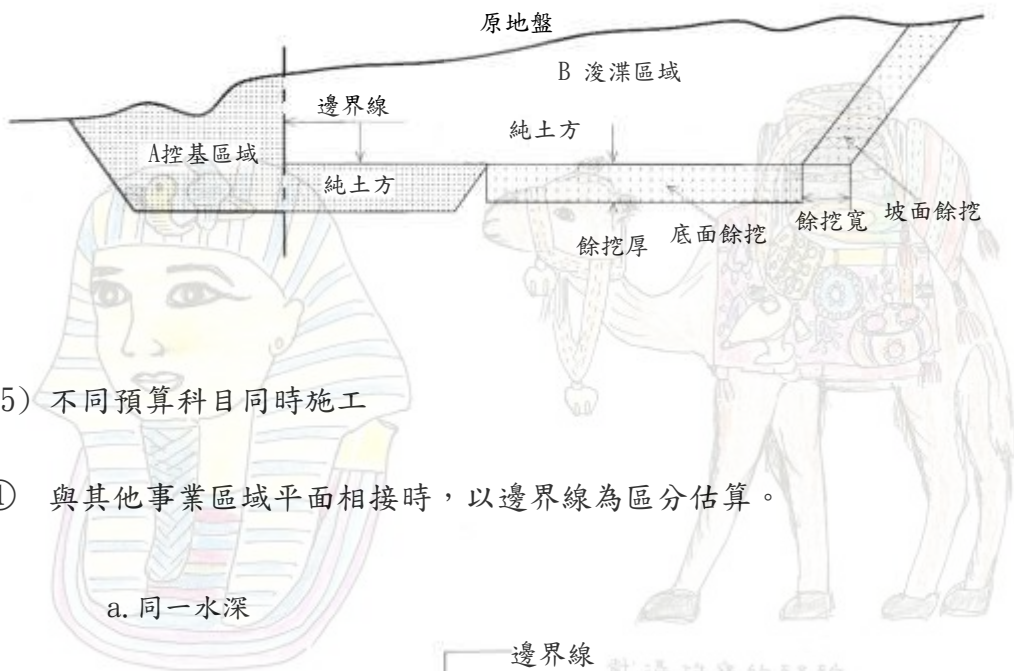 原地盤
B 浚渫區域
邊界線
純土方
A控基區域
純土方
餘挖厚
底面餘挖
餘挖寬
坡面餘挖
5) 不同預算科目同時施工
① 與其他事業區域平面相接時，以邊界線為區分估算。
a. 同一水深
邊界線